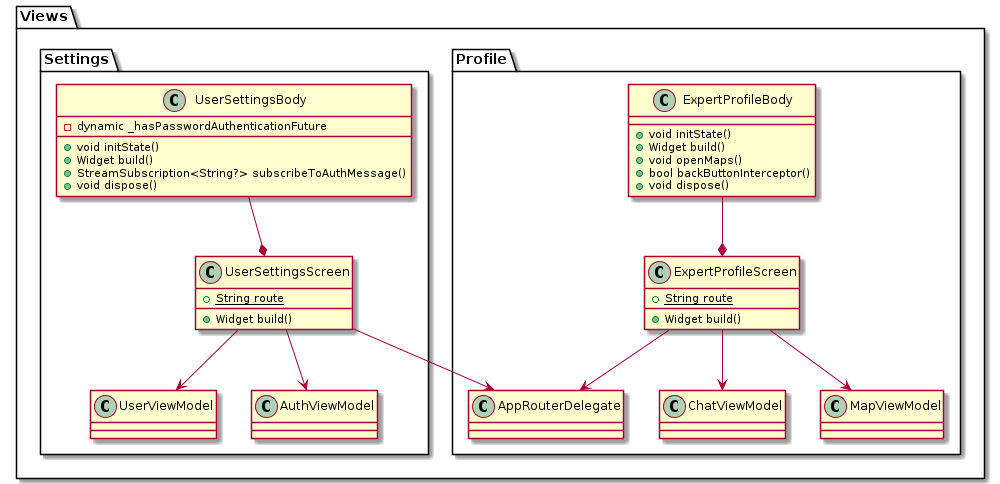 Views
Settings
C UserSettingsBody
dynamic _hasPasswordAuthenticationFuture
void initState()
Widget build()
StreamSubscription<String?> subscribeToAuthMessage()
void dispose()
C UserSettingsScreen
String route
Widget build()
C UserViewModel
C AuthViewModel
Profile
C ExpertProfileBody
void initState()
Widget build()
void openMaps()
bool backButtonInterceptor()
void dispose()
C ExpertProfileScreen
String route
Widget build()
C AppRouterDelegate
C ChatViewModel
C MapViewModel